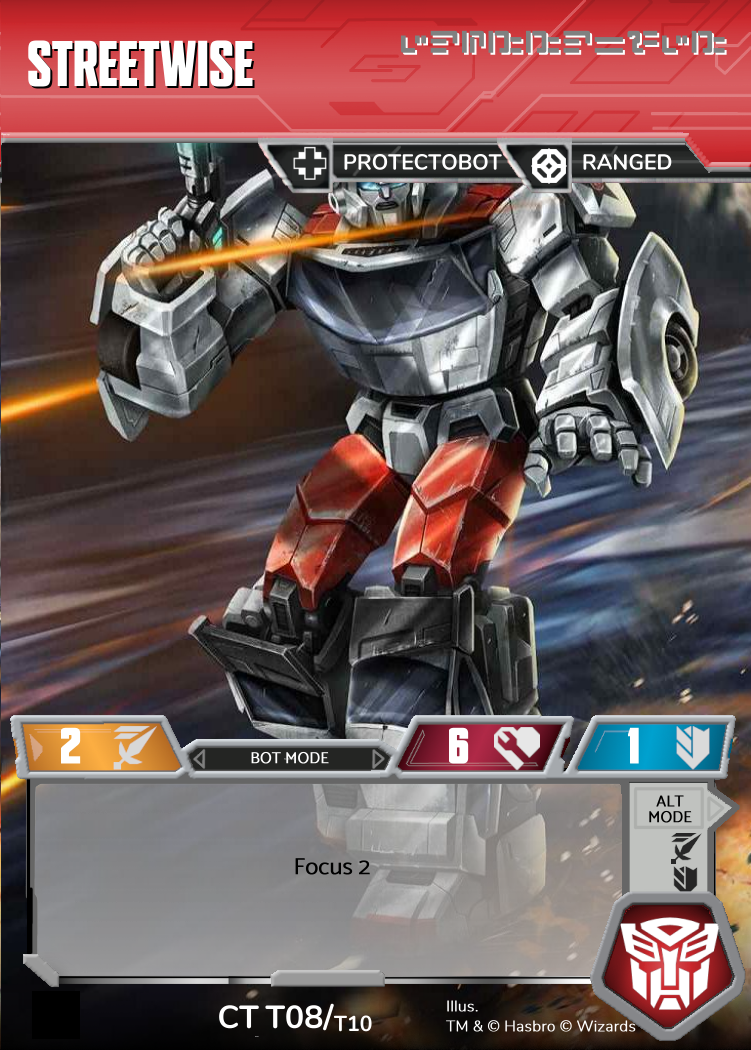 STREETWISE
PROTECTOBOT
RANGED
2
BOT MODE
6
1
ALT
MODE
Focus 2
CT T08/T10
Illus.
TM & © Hasbro © Wizards